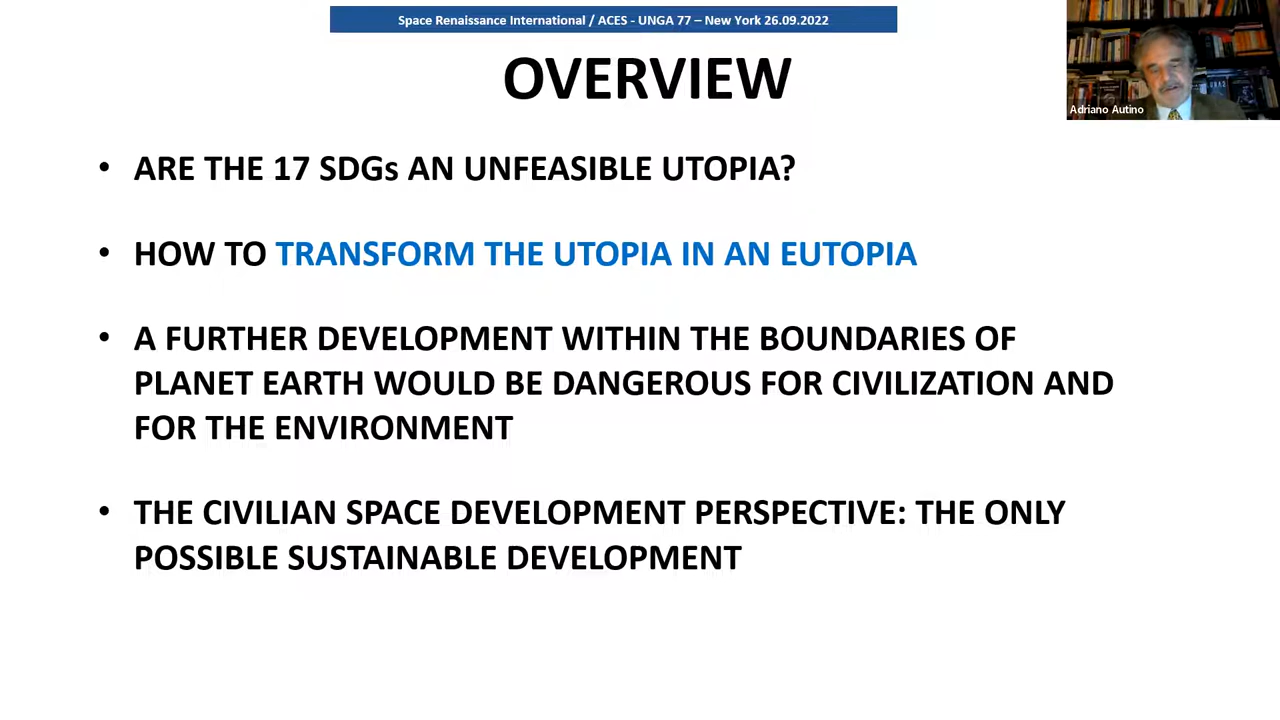 Space Renaissance International / ACES - UNGA 77 – New York 26.09.2022
OVERVIEW
Adriano Autino
• ARE THE 17 SDGs AN UNFEASIBLE UTOPIA?
• HOW TO TRANSFORM THE UTOPIA IN AN EUTOPIA
• A FURTHER DEVELOPMENT WITHIN THE BOUNDARIES OF
PLANET EARTH WOULD BE DANGEROUS FOR CIVILIZATION AND
FOR THE ENVIRONMENT
• THE CIVILIAN SPACE DEVELOPMENT PERSPECTIVE: THE ONLY
POSSIBLE SUSTAINABLE DEVELOPMENT